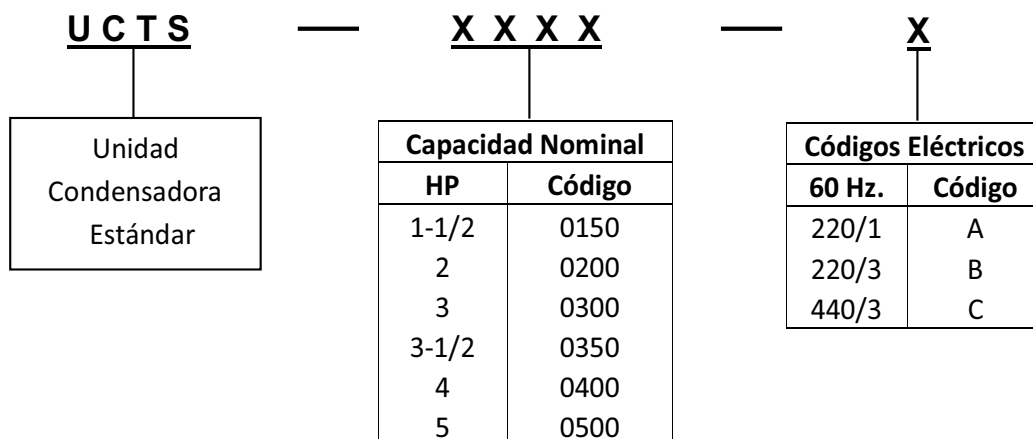 U C T S — X X X X — X
Unidad
Condensadora
Estándar
Capacidad Nominal
HP Código
1-1/2 0150
2 0200
3 0300
3-1/2 0350
4 0400
5 0500
Códigos Eléctricos
60 Hz. Código
220/1 A
220/3 B
440/3 C